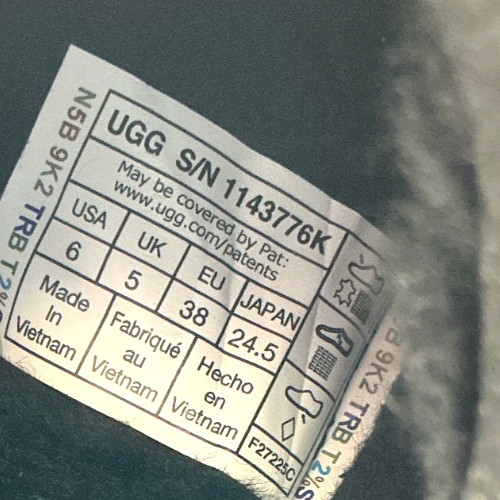 UGG S/N 1143776K
May be covered by Pat:
www.ugg.com/patents
USA UK EU JAPAN
6 5 38 24.5
Made In Vietnam
Fabriqué au Vietnam
Hecho en Vietnam
F27225C
N5B 9K2 TRB T2%
9K2 TRB T2%S